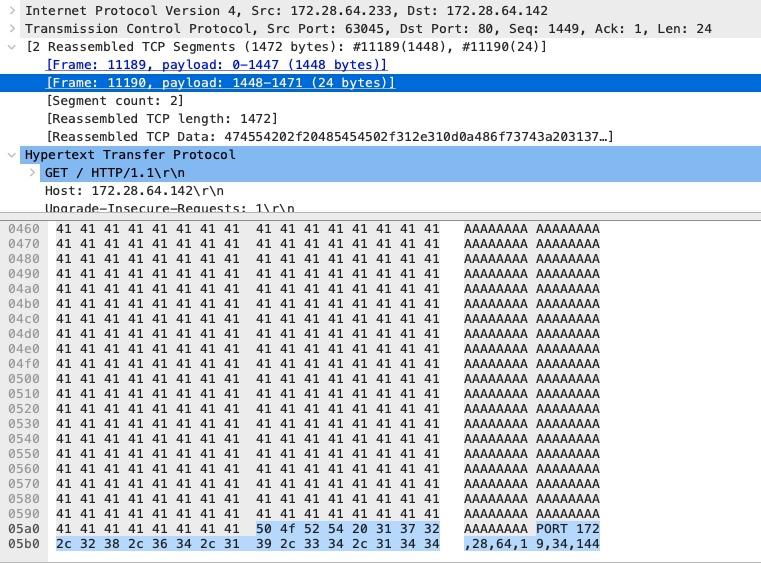 Internet Protocol Version 4, Src: 172.28.64.233, Dst: 172.28.64.142
Transmission Control Protocol, Src Port: 63045, Dst Port: 80, Seq: 1449, Ack: 1, Len: 24
[2 Reassembled TCP Segments (1472 bytes): #11189(1448), #11190(24)]
[Frame: 11189, payload: 0-1447 (1448 bytes)]
[Frame: 11190, payload: 1448-1471 (24 bytes)]
[Segment count: 2]
[Reassembled TCP length: 1472]
[Reassembled TCP Data: 474554202f20485454502f312e310d0a486f73743a203137…]
Hypertext Transfer Protocol
GET / HTTP/1.1\r\n
Host: 172.28.64.142\r\n
Upgrade-Insecure-Requests: 1\r\n
0460 41 41 41 41 41 41 41 41 41 41 41 41 41 41 41 41 AAAAAAAA AAAAAAAA
0470 41 41 41 41 41 41 41 41 41 41 41 41 41 41 41 41 AAAAAAAA AAAAAAAA
0480 41 41 41 41 41 41 41 41 41 41 41 41 41 41 41 41 AAAAAAAA AAAAAAAA
0490 41 41 41 41 41 41 41 41 41 41 41 41 41 41 41 41 AAAAAAAA AAAAAAAA
04a0 41 41 41 41 41 41 41 41 41 41 41 41 41 41 41 41 AAAAAAAA AAAAAAAA
04b0 41 41 41 41 41 41 41 41 41 41 41 41 41 41 41 41 AAAAAAAA AAAAAAAA
04c0 41 41 41 41 41 41 41 41 41 41 41 41 41 41 41 41 AAAAAAAA AAAAAAAA
04d0 41 41 41 41 41 41 41 41 41 41 41 41 41 41 41 41 AAAAAAAA AAAAAAAA
04e0 41 41 41 41 41 41 41 41 41 41 41 41 41 41 41 41 AAAAAAAA AAAAAAAA
04f0 41 41 41 41 41 41 41 41 41 41 41 41 41 41 41 41 AAAAAAAA AAAAAAAA
0500 41 41 41 41 41 41 41 41 41 41 41 41 41 41 41 41 AAAAAAAA AAAAAAAA
0510 41 41 41 41 41 41 41 41 41 41 41 41 41 41 41 41 AAAAAAAA AAAAAAAA
0520 41 41 41 41 41 41 41 41 41 41 41 41 41 41 41 41 AAAAAAAA AAAAAAAA
0530 41 41 41 41 41 41 41 41 41 41 41 41 41 41 41 41 AAAAAAAA AAAAAAAA
0540 41 41 41 41 41 41 41 41 41 41 41 41 41 41 41 41 AAAAAAAA AAAAAAAA
0550 41 41 41 41 41 41 41 41 41 41 41 41 41 41 41 41 AAAAAAAA AAAAAAAA
0560 41 41 41 41 41 41 41 41 41 41 41 41 41 41 41 41 AAAAAAAA AAAAAAAA
0570 41 41 41 41 41 41 41 41 41 41 41 41 41 41 41 41 AAAAAAAA AAAAAAAA
0580 41 41 41 41 41 41 41 41 41 41 41 41 41 41 41 41 AAAAAAAA AAAAAAAA
0590 41 41 41 41 41 41 41 41 41 41 41 41 41 41 41 41 AAAAAAAA AAAAAAAA
05a0 41 41 41 41 41 41 41 41 50 4f 52 54 20 31 37 32 AAAAAAAA PORT 172
05b0 2c 32 38 2c 36 34 2c 31 39 2c 33 34 2c 31 34 34 ,28,64,1 9,34,144